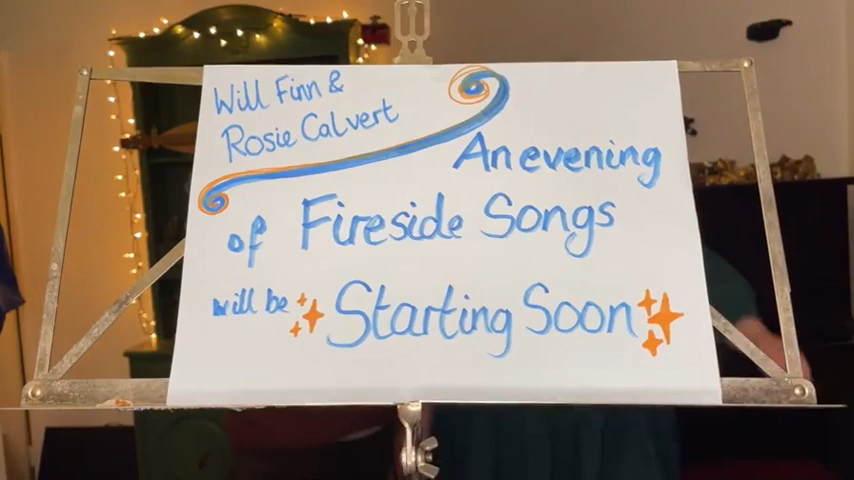 Will Finn &
Rosie Calvert
An evening
of Fireside Songs
will be Starting Soon